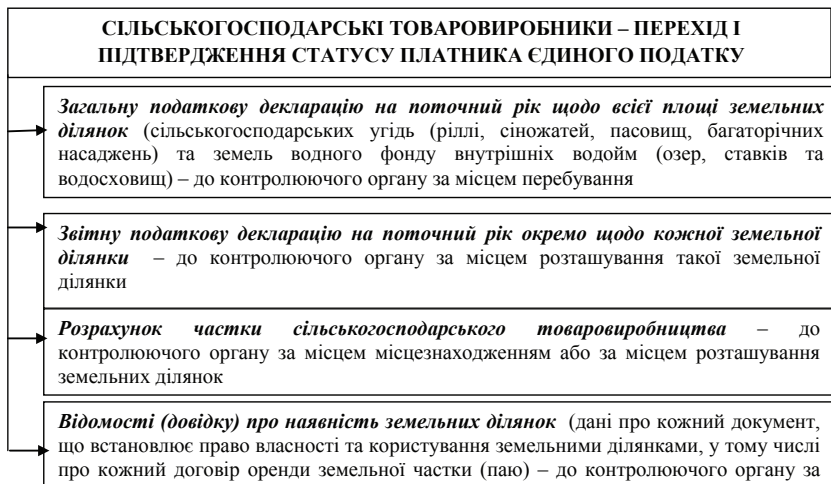 СІЛЬСЬКОГОСПОДАРСЬКІ ТОВАРОВИРОБНИКИ – ПЕРЕХІД І
ПІДТВЕРДЖЕННЯ СТАТУСУ ПЛАТНИКА ЄДИНОГО ПОДАТКУ
Загальну податкову декларацію на поточний рік щодо всієї площі земельних
ділянок (сільськогосподарських угідь (ріллі, сіножатей, пасовищ, багаторічних
насаджень) та земель водного фонду внутрішніх водойм (озер, ставків та
водосховищ) – до контролюючого органу за місцем перебування
Звітну податкову декларацію на поточний рік окремо щодо кожної земельної
ділянки – до контролюючого органу за місцем розташування такої земельної
ділянки
Розрахунок частки сільськогосподарського товаровиробництва – до
контролюючого органу за місцем місцезнаходженням або за місцем розташування
земельних ділянок
Відомості (довідку) про наявність земельних ділянок (дані про кожний документ,
що встановлює право власності та користування земельними ділянками, у тому числі
про кожний договір оренди земельної частки (паю) – до контролюючого органу за